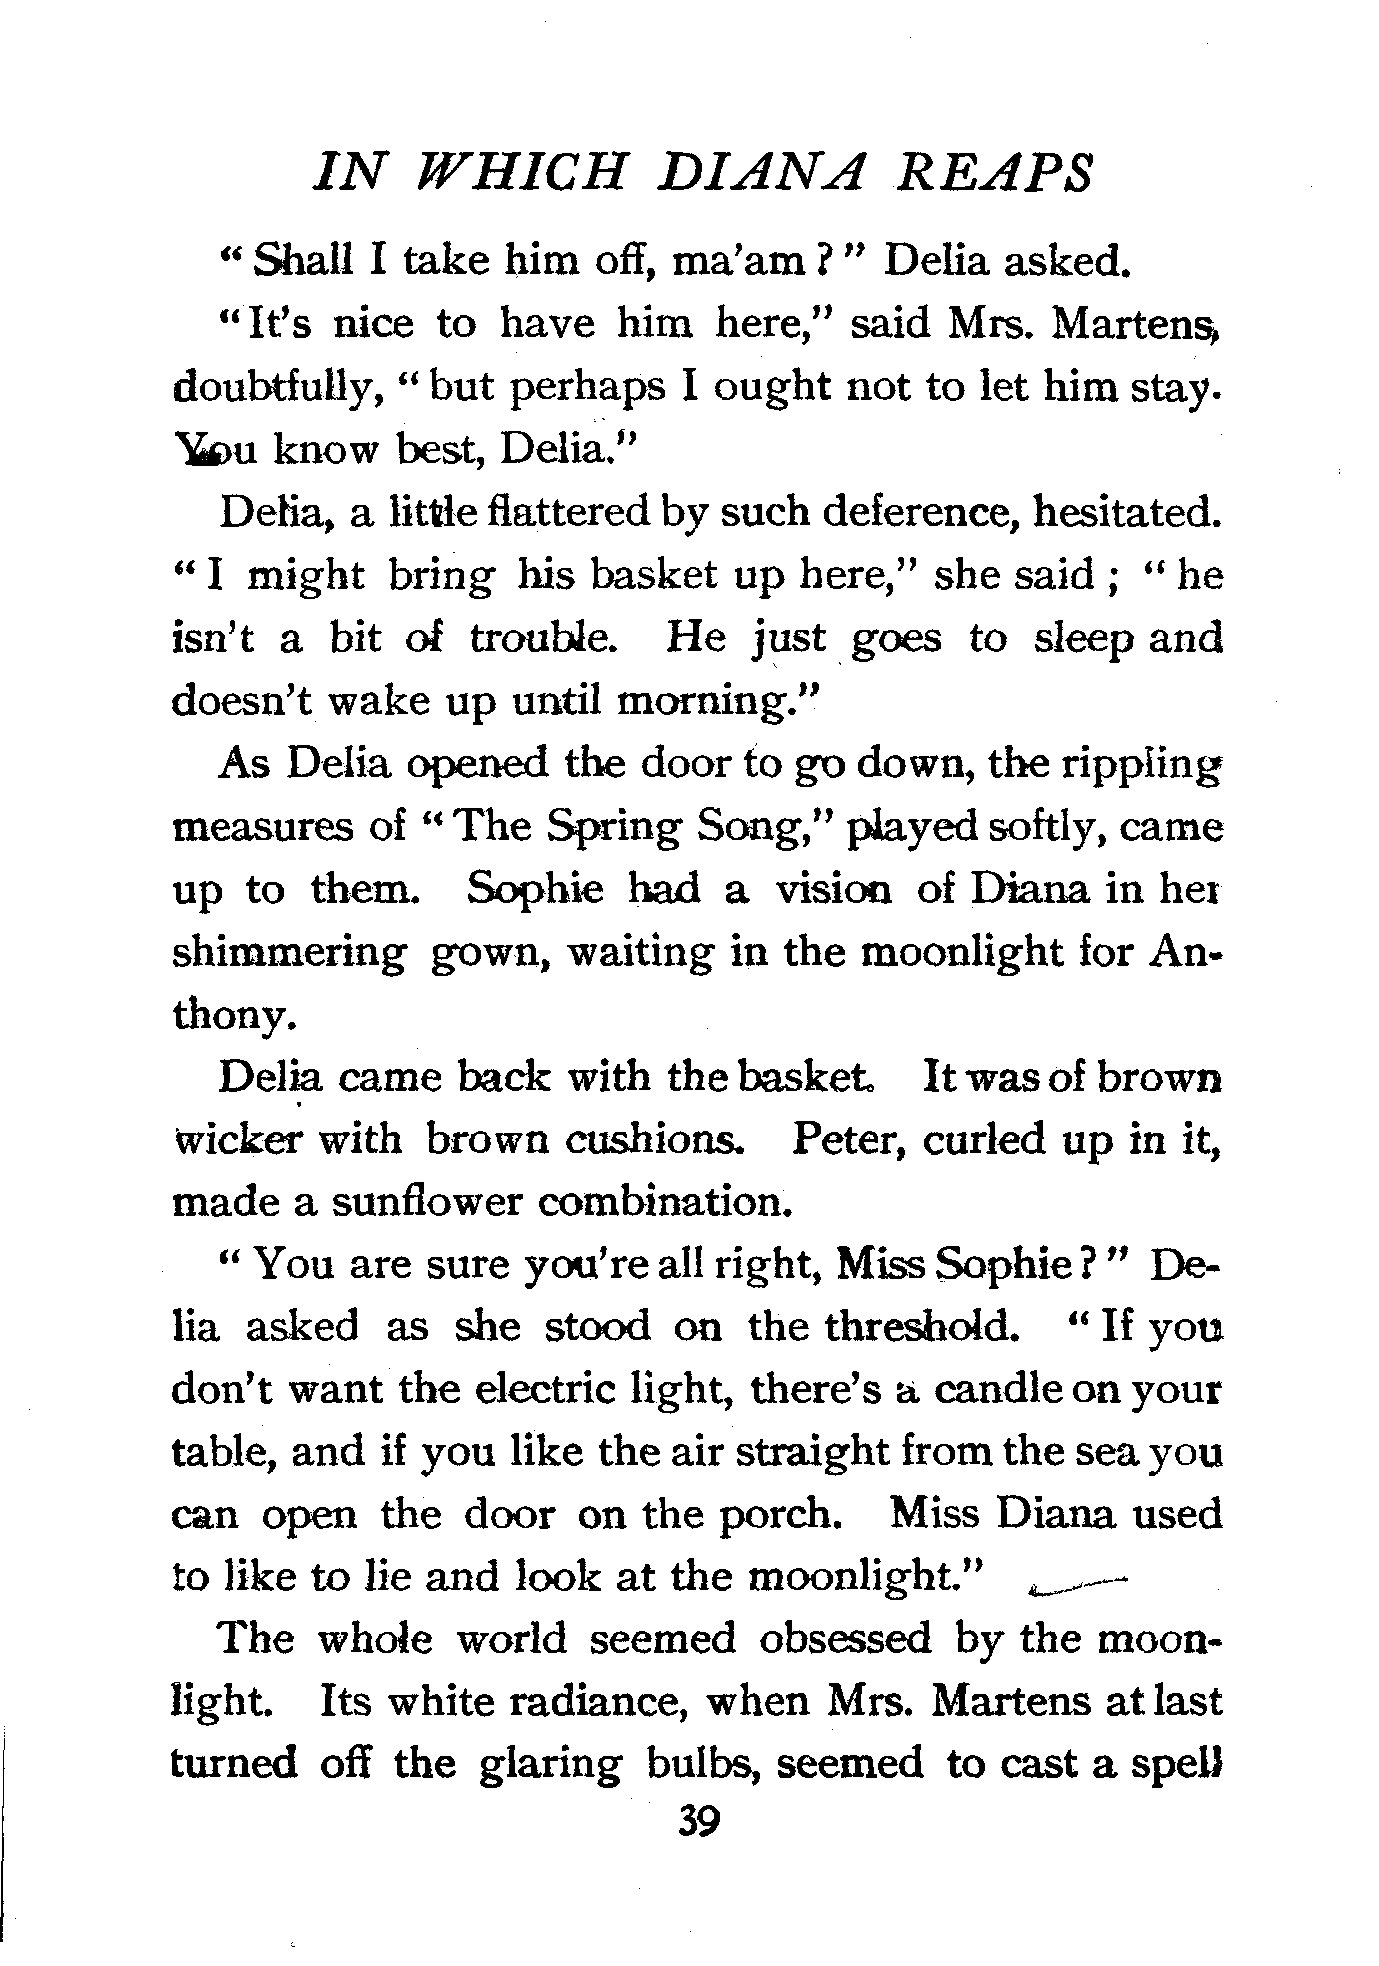 IN WHICH DIANA REAPS
" Shall I take him off, ma'am ? " Delia asked.
"It's nice to have him here," said Mrs. Martens,
doubtfully, " but perhaps I ought not to let him stay.
You know best, Delia."
Delia, a little flattered by such deference, hesitated.
" I might bring his basket up here," she said ; " he
isn't a bit of trouble. He just goes to sleep and
doesn't wake up until morning."
As Delia opened the door to go down, the rippling
measures of " The Spring Song," played softly, came
up to them. Sophie had a vision of Diana in her
shimmering gown, waiting in the moonlight for An-
thony.
Delia came back with the basket. It was of brown
wicker with brown cushions. Peter, curled up in it,
made a sunflower combination.
" You are sure you're all right, Miss Sophie ? " De-
lia asked as she stood on the threshold. " If you
don't want the electric light, there's a candle on your
table, and if you like the air straight from the sea you
can open the door on the porch. Miss Diana used
to like to lie and look at the moonlight."
The whole world seemed obsessed by the moon-
light. Its white radiance, when Mrs. Martens at last
turned off the glaring bulbs, seemed to cast a spell
39